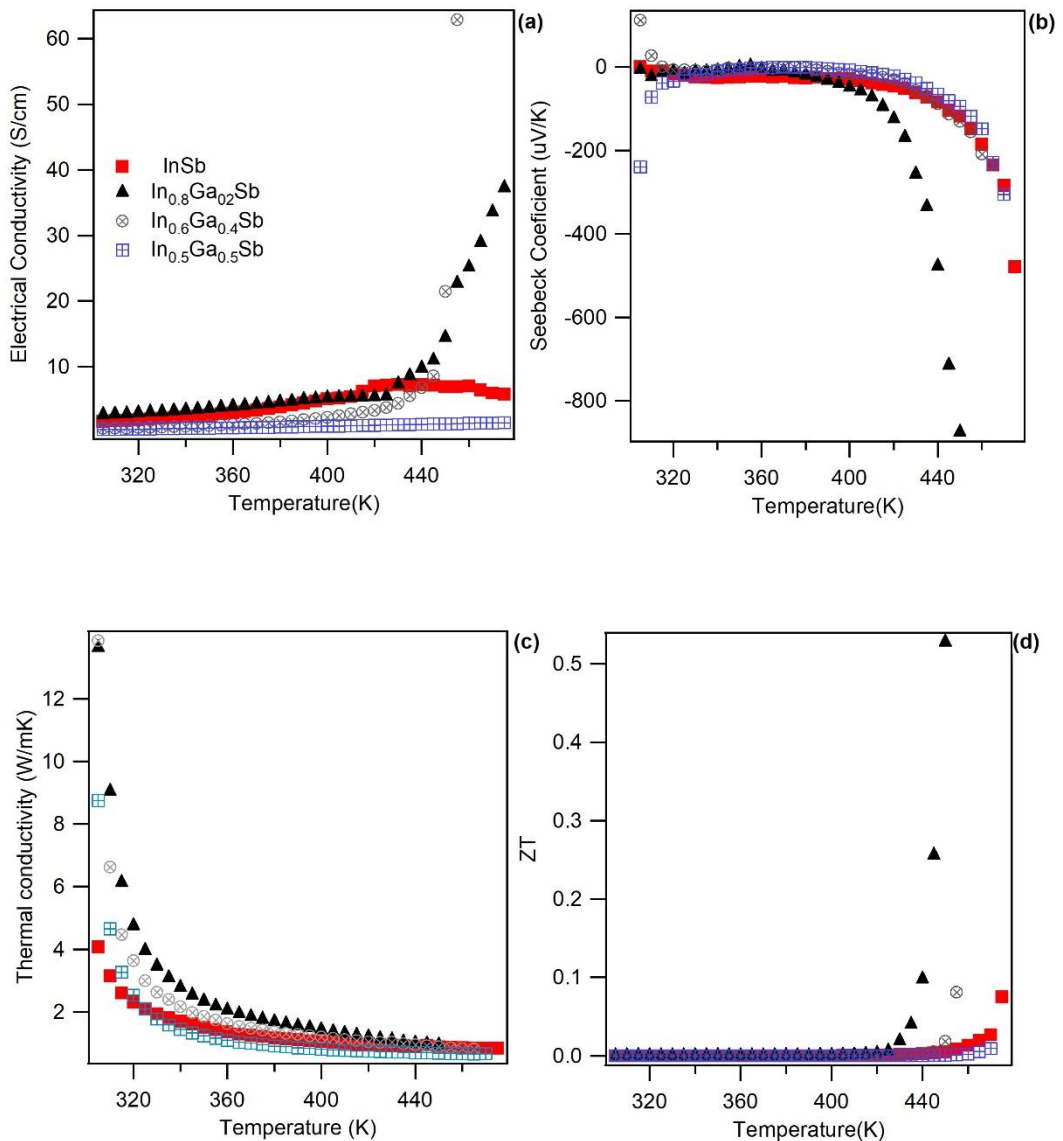 (a)
60
50
40
30
20
10
Electrical Conductivity (S/cm)
InSb
In0.8Ga02Sb
In0.6Ga0.4Sb
In0.5Ga0.5Sb
320 360 400 440
Temperature(K)
(b)
0
-200
-400
-600
-800
Seebeck Coeficient (uV/K)
320 360 400 440
Temperature(K)
(c)
12
10
8
6
4
2
Thermal conductivity (W/mK)
320 360 400 440
Temperature (K)
(d)
0.5
0.4
0.3
0.2
0.1
0.0
ZT
320 360 400 440
Temperature(K)